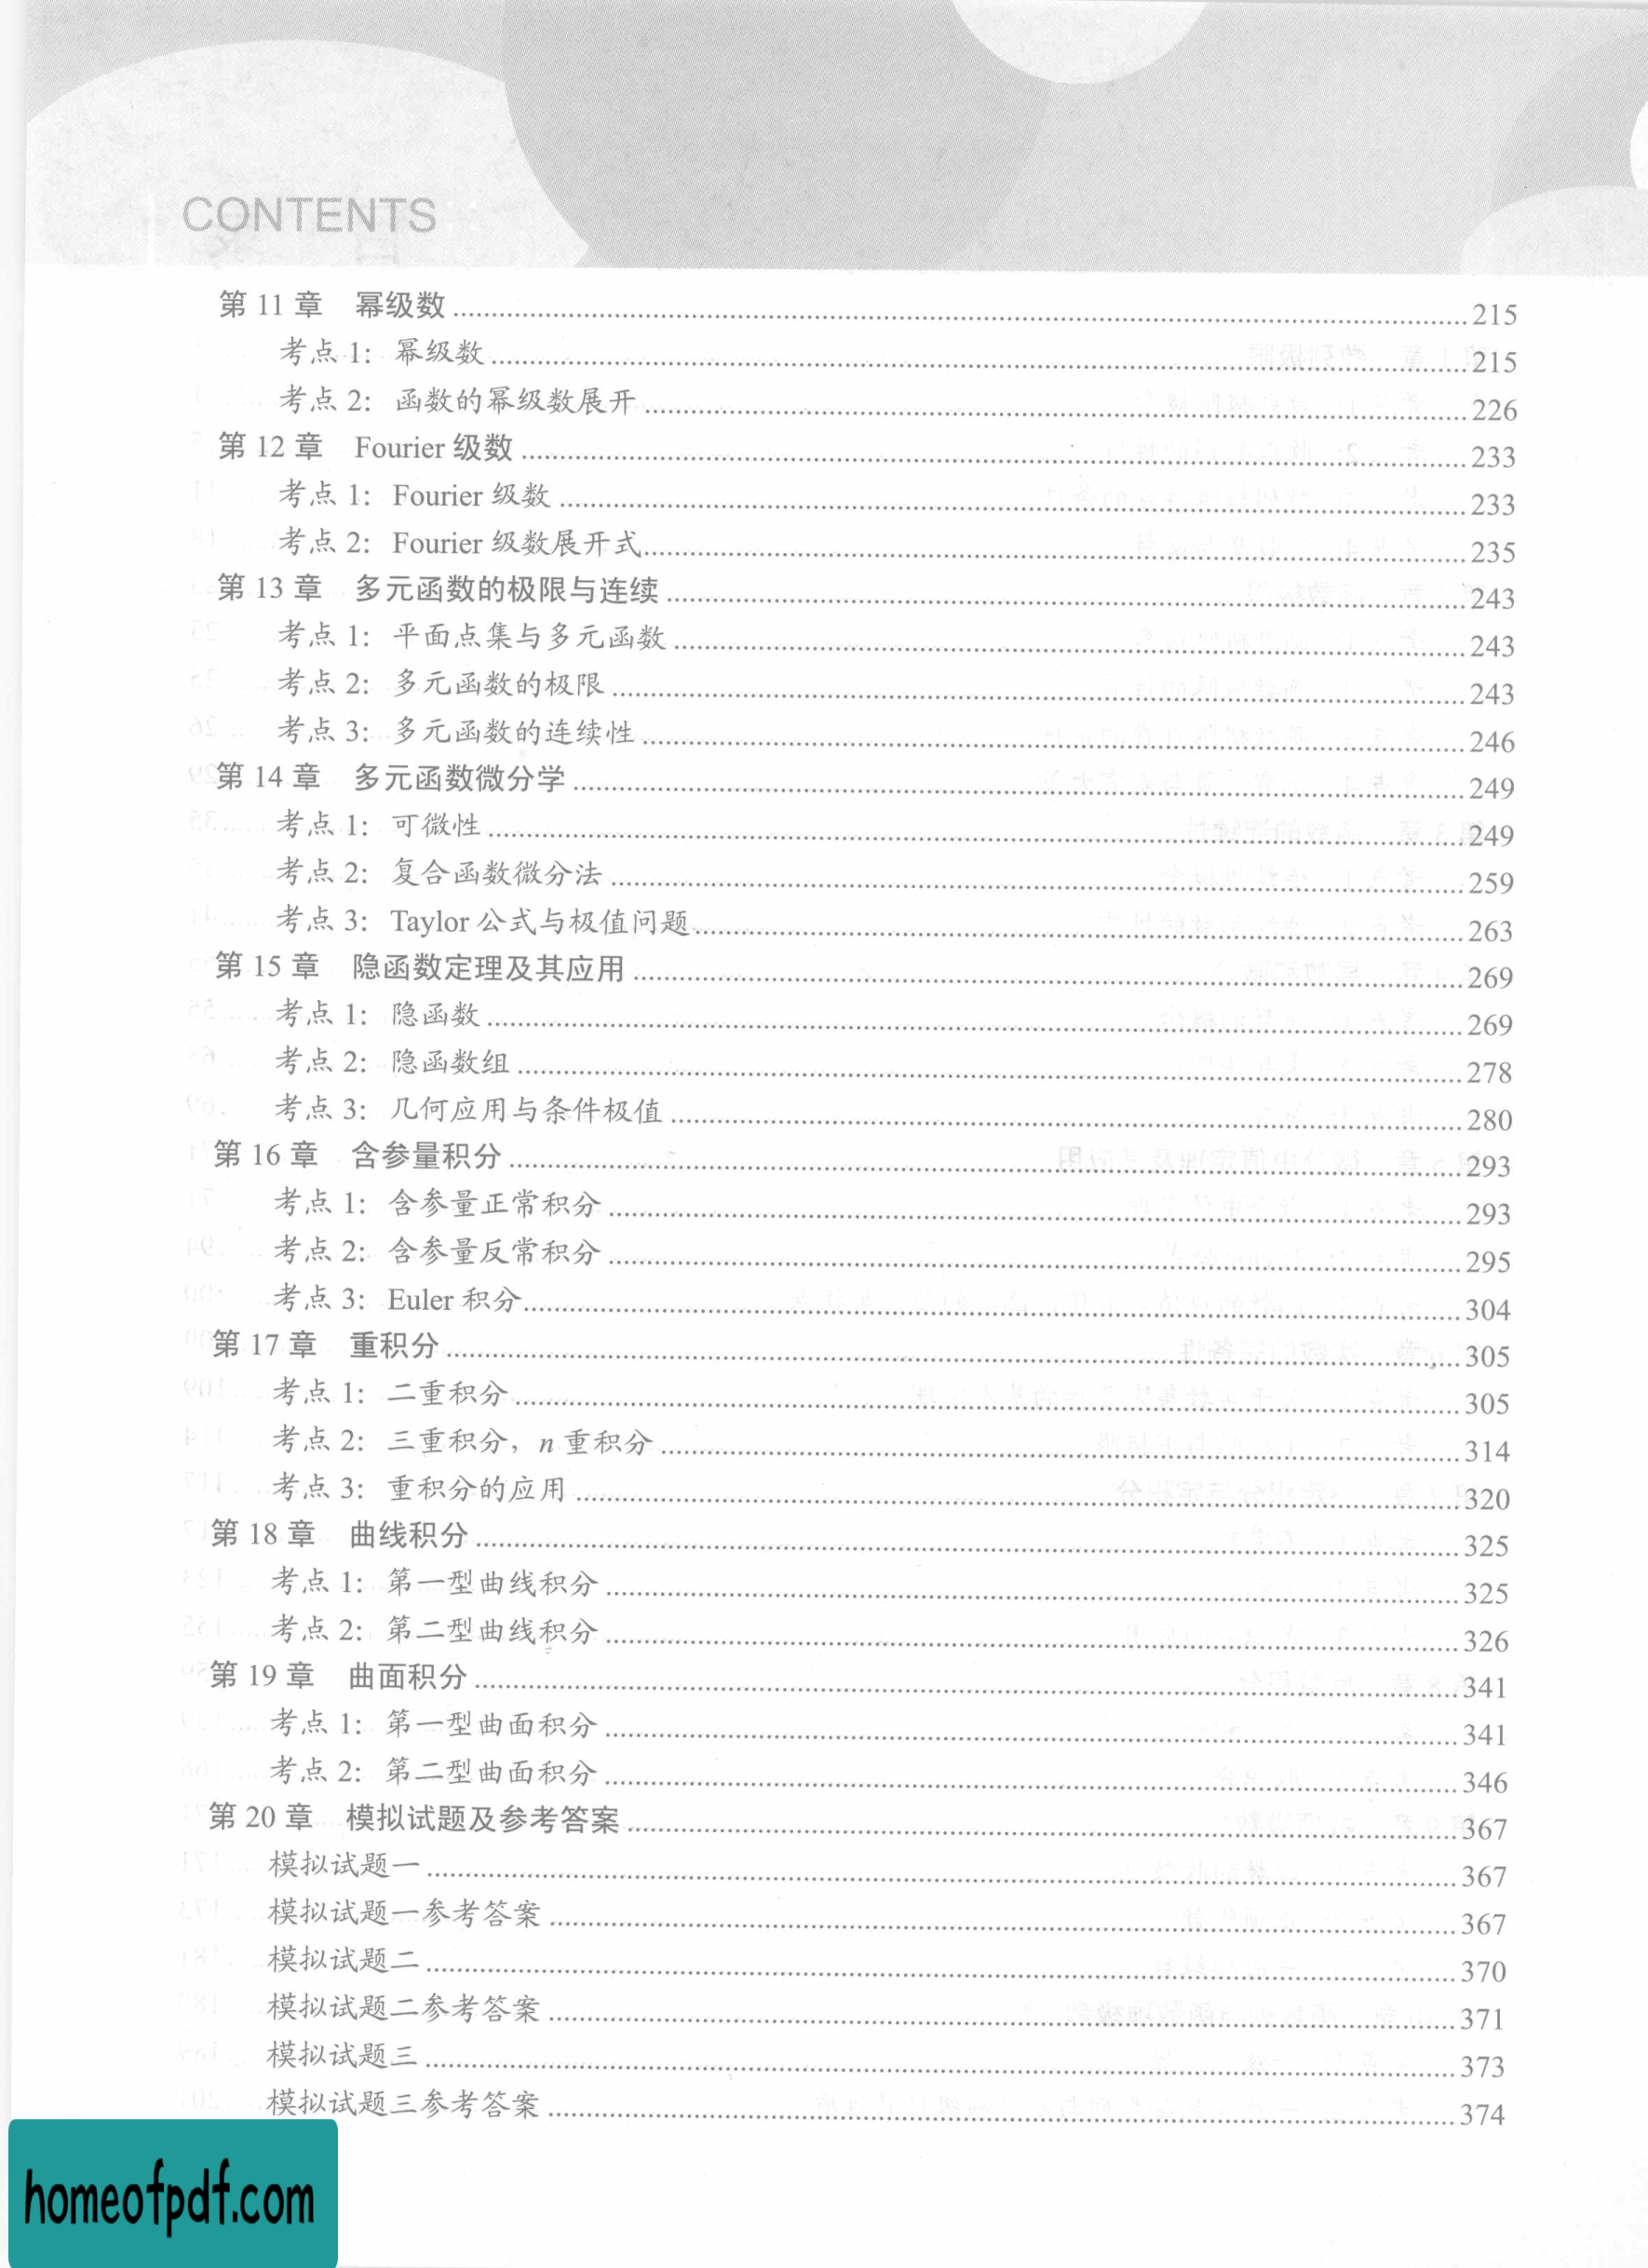 CONTENTS
第 11 章 幂级数 215
考点 1: 幂级数 215
考点 2: 函数的幂级数展开 226
第 12 章 Fourier 级数 233
考点 1: Fourier 级数 233
考点 2: Fourier 级数展开式 235
第 13 章 多元函数的极限与连续 243
考点 1: 平面点集与多元函数 243
考点 2: 多元函数的极限 243
考点 3: 多元函数的连续性 246
第 14 章 多元函数微分学 249
考点 1: 可微性 249
考点 2: 复合函数微分法 259
考点 3: Taylor 公式与极值问题 263
第 15 章 隐函数定理及其应用 269
考点 1: 隐函数 269
考点 2: 隐函数组 278
考点 3: 几何应用与条件极值 280
第 16 章 含参量积分 293
考点 1: 含参量正常积分 293
考点 2: 含参量反常积分 295
考点 3: Euler 积分 304
第 17 章 重积分 305
考点 1: 二重积分 305
考点 2: 三重积分，n 重积分 314
考点 3: 重积分的应用 320
第 18 章 曲线积分 325
考点 1: 第一型曲线积分 325
考点 2: 第二型曲线积分 326
第 19 章 曲面积分 341
考点 1: 第一型曲面积分 341
考点 2: 第二型曲面积分 346
第 20 章 模拟试题及参考答案 367
模拟试题一 367
模拟试题一参考答案 367
模拟试题二 370
模拟试题二参考答案 371
模拟试题三 373
模拟试题三参考答案 374
homeofpdf.com